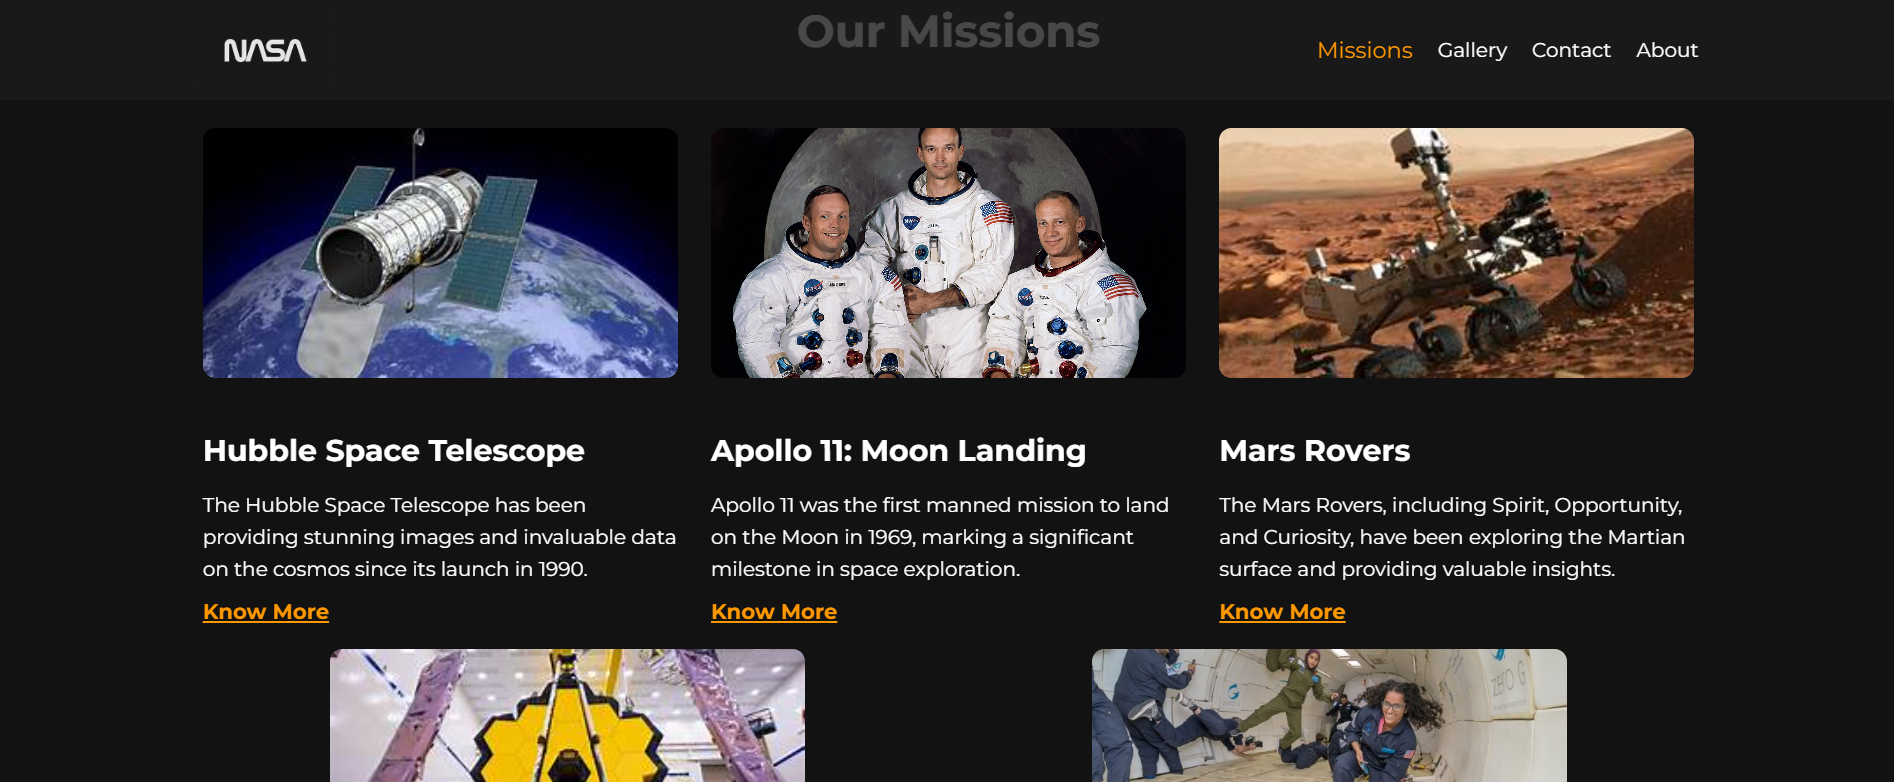 Our Missions
NASA
Missions Gallery Contact About
Hubble Space Telescope
The Hubble Space Telescope has been
providing stunning images and invaluable data
on the cosmos since its launch in 1990.
Know More
Apollo 11: Moon Landing
Apollo 11 was the first manned mission to land
on the Moon in 1969, marking a significant
milestone in space exploration.
Know More
Mars Rovers
The Mars Rovers, including Spirit, Opportunity,
and Curiosity, have been exploring the Martian
surface and providing valuable insights.
Know More
zero G